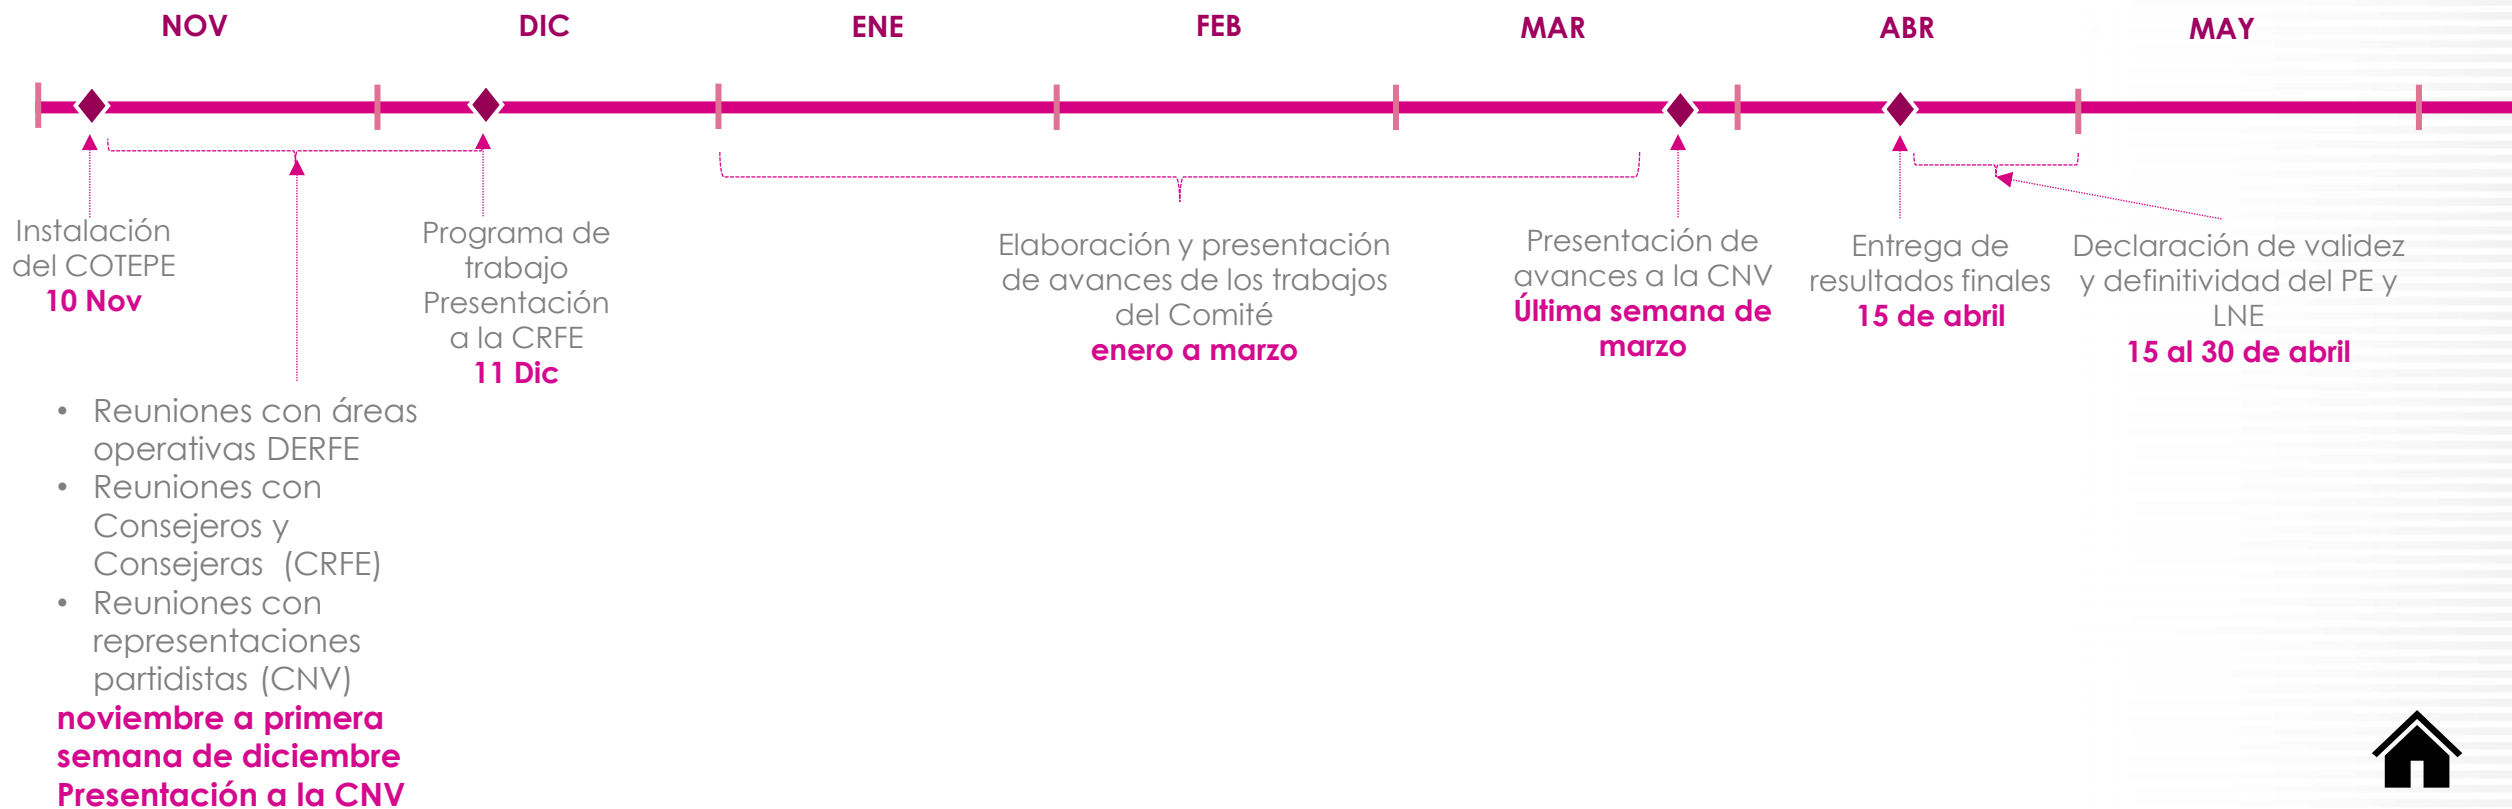 NOV
DIC
ENE
FEB
MAR
ABR
MAY
Instalación
del COTEPE
10 Nov
Programa de
trabajo
Presentación
a la CRFE
11 Dic
Elaboración y presentación
de avances de los trabajos
del Comité
enero a marzo
Presentación de
avances a la CNV
Última semana de
marzo
Entrega de
resultados finales
15 de abril
Declaración de validez
y definitividad del PE y
LNE
15 al 30 de abril
• Reuniones con áreas
operativas DERFE
• Reuniones con
Consejeros y
Consejeras (CRFE)
• Reuniones con
representaciones
partidistas (CNV)
noviembre a primera
semana de diciembre
Presentación a la CNV